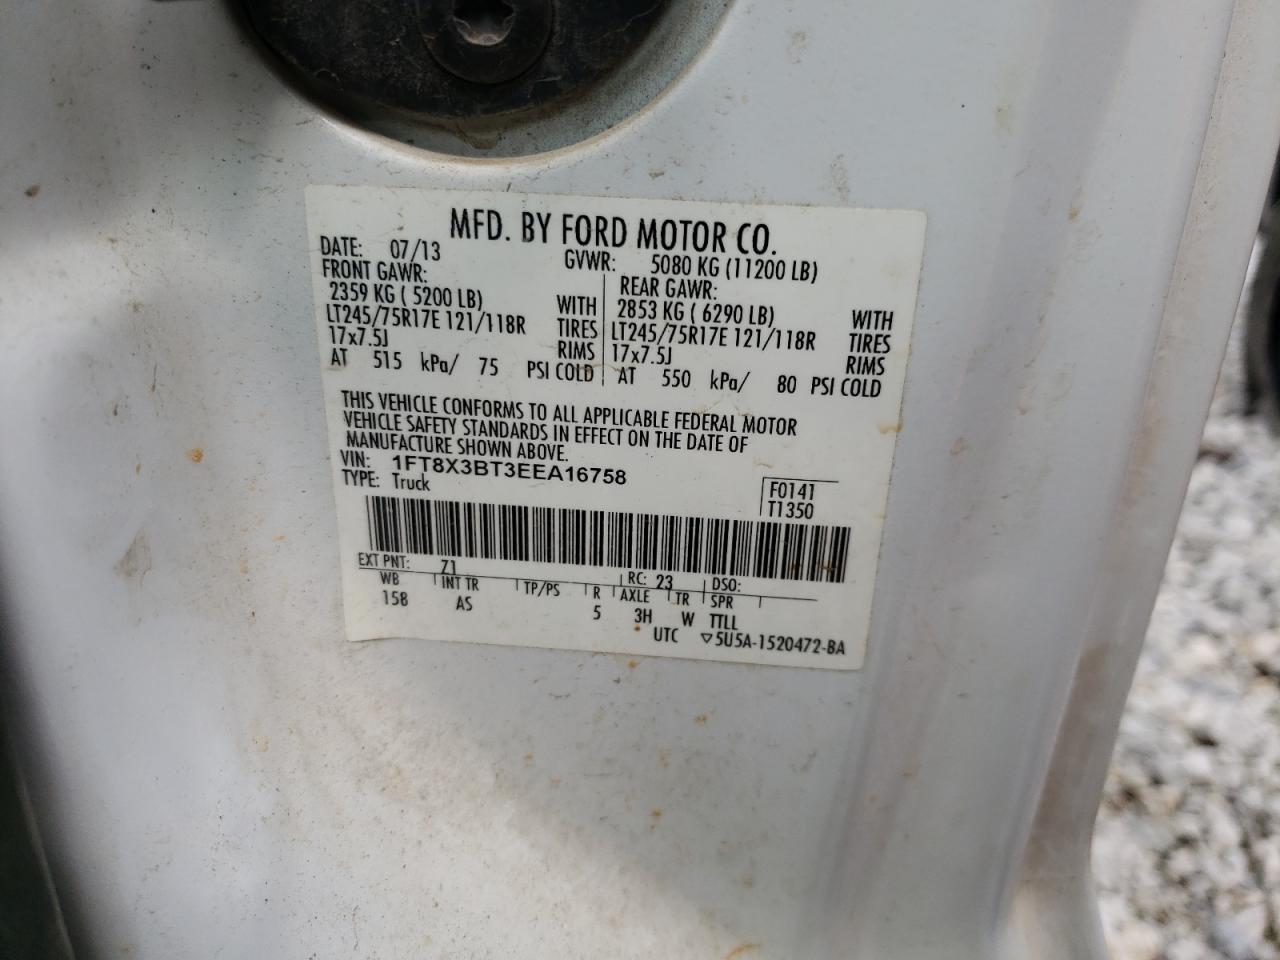 MFD. BY FORD MOTOR CO.
DATE: 07/13 GVWR: 5080 KG (11200 LB)
FRONT GAWR: REAR GAWR:
2359 KG ( 5200 LB) WITH 2853 KG ( 6290 LB) WITH
LT245/75R17E 121/118R TIRES LT245/75R17E 121/118R TIRES
17x7.5J RIMS 17x7.5J RIMS
AT 515 kPa/ 75 PSI COLD AT 550 kPa/ 80 PSI COLD
THIS VEHICLE CONFORMS TO ALL APPLICABLE FEDERAL MOTOR
VEHICLE SAFETY STANDARDS IN EFFECT ON THE DATE OF
MANUFACTURE SHOWN ABOVE.
VIN: 1FT8X3BT3EEA16758
TYPE: Truck F0141
T1350
EXT PNT: Z1 RC: 23 DSO:
WB INT TR TP/PS R AXLE TR SPR
158 AS 5 3H W TTLL
UTC ▽5U5A-1520472-BA